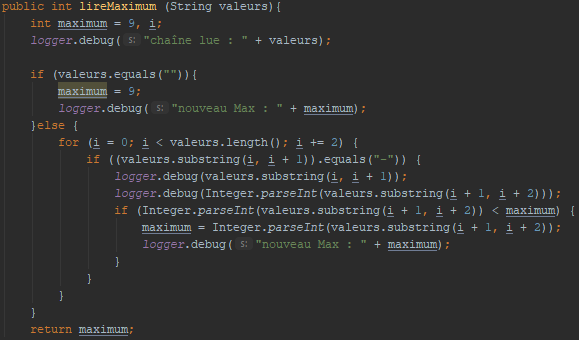 public int lireMaximum (String valeurs){
int maximum = 9, i;
logger.debug( s: "chaîne lue : " + valeurs);
if (valeurs.equals("")){
maximum = 9;
logger.debug( s: "nouveau Max : " + maximum);
}else {
for (i = 0; i < valeurs.length(); i += 2) {
if ((valeurs.substring(i, i + 1)).equals("-")) {
logger.debug(valeurs.substring(i, i + 1));
logger.debug(Integer.parseInt(valeurs.substring(i + 1, i + 2)));
if (Integer.parseInt(valeurs.substring(i + 1, i + 2)) < maximum) {
maximum = Integer.parseInt(valeurs.substring(i + 1, i + 2));
logger.debug( s: "nouveau Max : " + maximum);
}
}
}
}
return maximum;